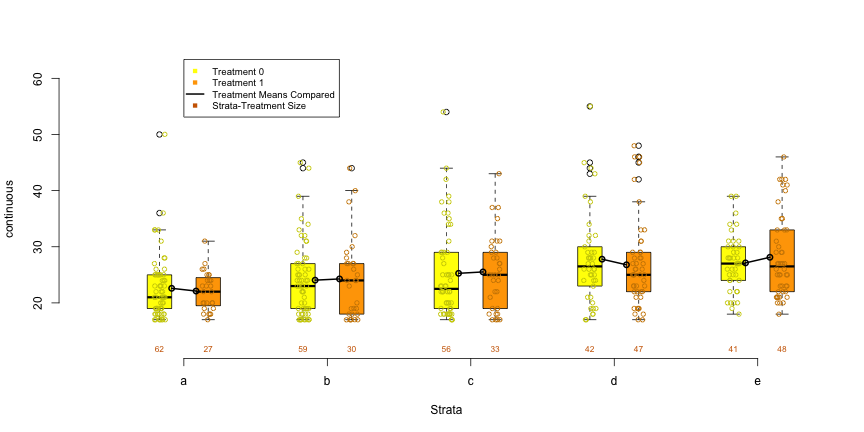 Treatment 0
Treatment 1
Treatment Means Compared
Strata-Treatment Size
60
50
40
30
20
continuous
62 27 59 30 56 33 42 47 41 48
a b c d e
Strata